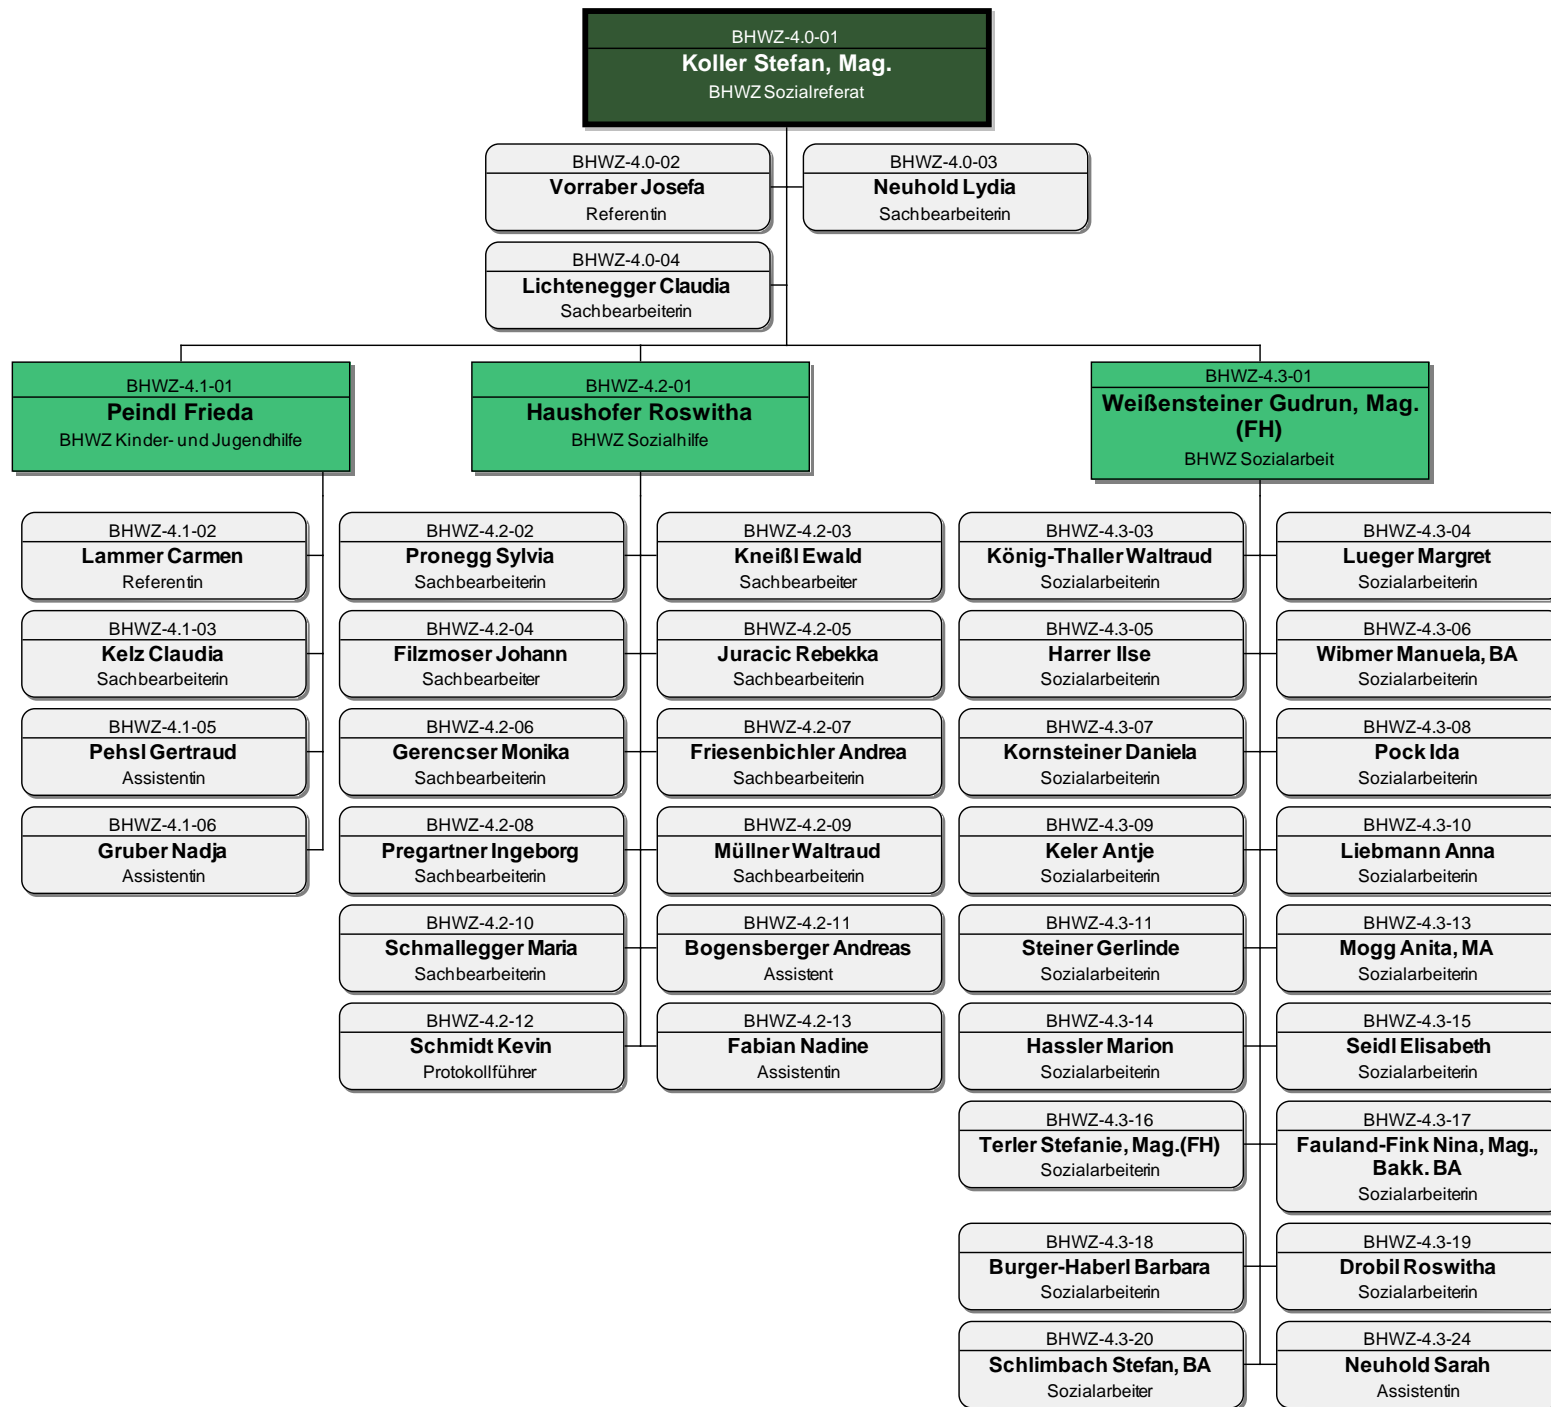 BHWZ-4.0-01
Koller Stefan, Mag.
BHWZ Sozialreferat
BHWZ-4.0-02
Vorraber Josefa
Referentin
BHWZ-4.0-03
Neuhold Lydia
Sachbearbeiterin
BHWZ-4.0-04
Lichtenegger Claudia
Sachbearbeiterin
BHWZ-4.1-01
Peindl Frieda
BHWZ Kinder- und Jugendhilfe
BHWZ-4.2-01
Haushofer Roswitha
BHWZ Sozialhilfe
BHWZ-4.3-01
Weißensteiner Gudrun, Mag.
(FH)
BHWZ Sozialarbeit
BHWZ-4.1-02
Lammer Carmen
Referentin
BHWZ-4.1-03
Kelz Claudia
Sachbearbeiterin
BHWZ-4.1-05
Pehsl Gertraud
Assistentin
BHWZ-4.1-06
Gruber Nadja
Assistentin
BHWZ-4.2-02
Pronegg Sylvia
Sachbearbeiterin
BHWZ-4.2-03
Kneißl Ewald
Sachbearbeiter
BHWZ-4.2-04
Filzmoser Johann
Sachbearbeiter
BHWZ-4.2-05
Juracic Rebekka
Sachbearbeiterin
BHWZ-4.2-06
Gerencser Monika
Sachbearbeiterin
BHWZ-4.2-07
Friesenbichler Andrea
Sachbearbeiterin
BHWZ-4.2-08
Pregartner Ingeborg
Sachbearbeiterin
BHWZ-4.2-09
Müllner Waltraud
Sachbearbeiterin
BHWZ-4.2-10
Schmallegger Maria
Sachbearbeiterin
BHWZ-4.2-11
Bogensberger Andreas
Assistent
BHWZ-4.2-12
Schmidt Kevin
Protokollführer
BHWZ-4.2-13
Fabian Nadine
Assistentin
BHWZ-4.3-03
König-Thaller Waltraud
Sozialarbeiterin
BHWZ-4.3-04
Lueger Margret
Sozialarbeiterin
BHWZ-4.3-05
Harrer Ilse
Sozialarbeiterin
BHWZ-4.3-06
Wibmer Manuela, BA
Sozialarbeiterin
BHWZ-4.3-07
Kornsteiner Daniela
Sozialarbeiterin
BHWZ-4.3-08
Pock Ida
Sozialarbeiterin
BHWZ-4.3-09
Keler Antje
Sozialarbeiterin
BHWZ-4.3-10
Liebmann Anna
Sozialarbeiterin
BHWZ-4.3-11
Steiner Gerlinde
Sozialarbeiterin
BHWZ-4.3-13
Mogg Anita, MA
Sozialarbeiterin
BHWZ-4.3-14
Hassler Marion
Sozialarbeiterin
BHWZ-4.3-15
Seidl Elisabeth
Sozialarbeiterin
BHWZ-4.3-16
Terler Stefanie, Mag.(FH)
Sozialarbeiterin
BHWZ-4.3-17
Fauland-Fink Nina, Mag.,
Bakk. BA
Sozialarbeiterin
BHWZ-4.3-18
Burger-Haberl Barbara
Sozialarbeiterin
BHWZ-4.3-19
Drobil Roswitha
Sozialarbeiterin
BHWZ-4.3-20
Schlimbach Stefan, BA
Sozialarbeiter
BHWZ-4.3-24
Neuhold Sarah
Assistentin